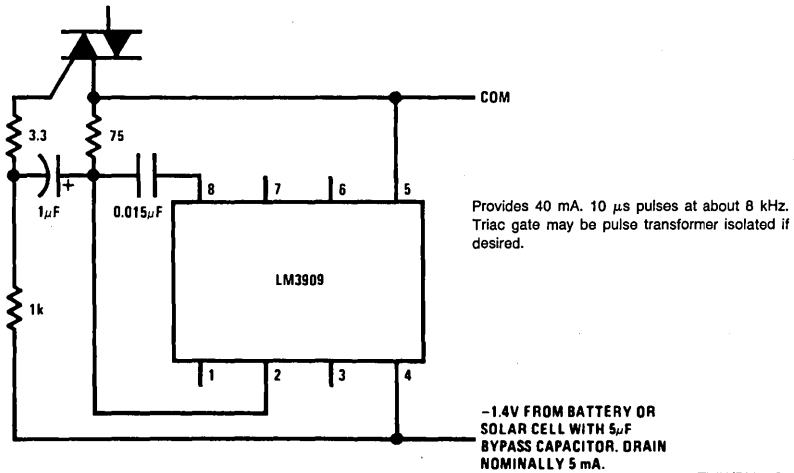 COM
3.3
75
1μF
+
0.015μF
8
7
6
5
Provides 40 mA. 10 μs pulses at about 8 kHz.
Triac gate may be pulse transformer isolated if
desired.
LM3909
1k
1
2
3
4
–1.4V FROM BATTERY OR
SOLAR CELL WITH 5μF
BYPASS CAPACITOR. DRAIN
NOMINALLY 5 mA.